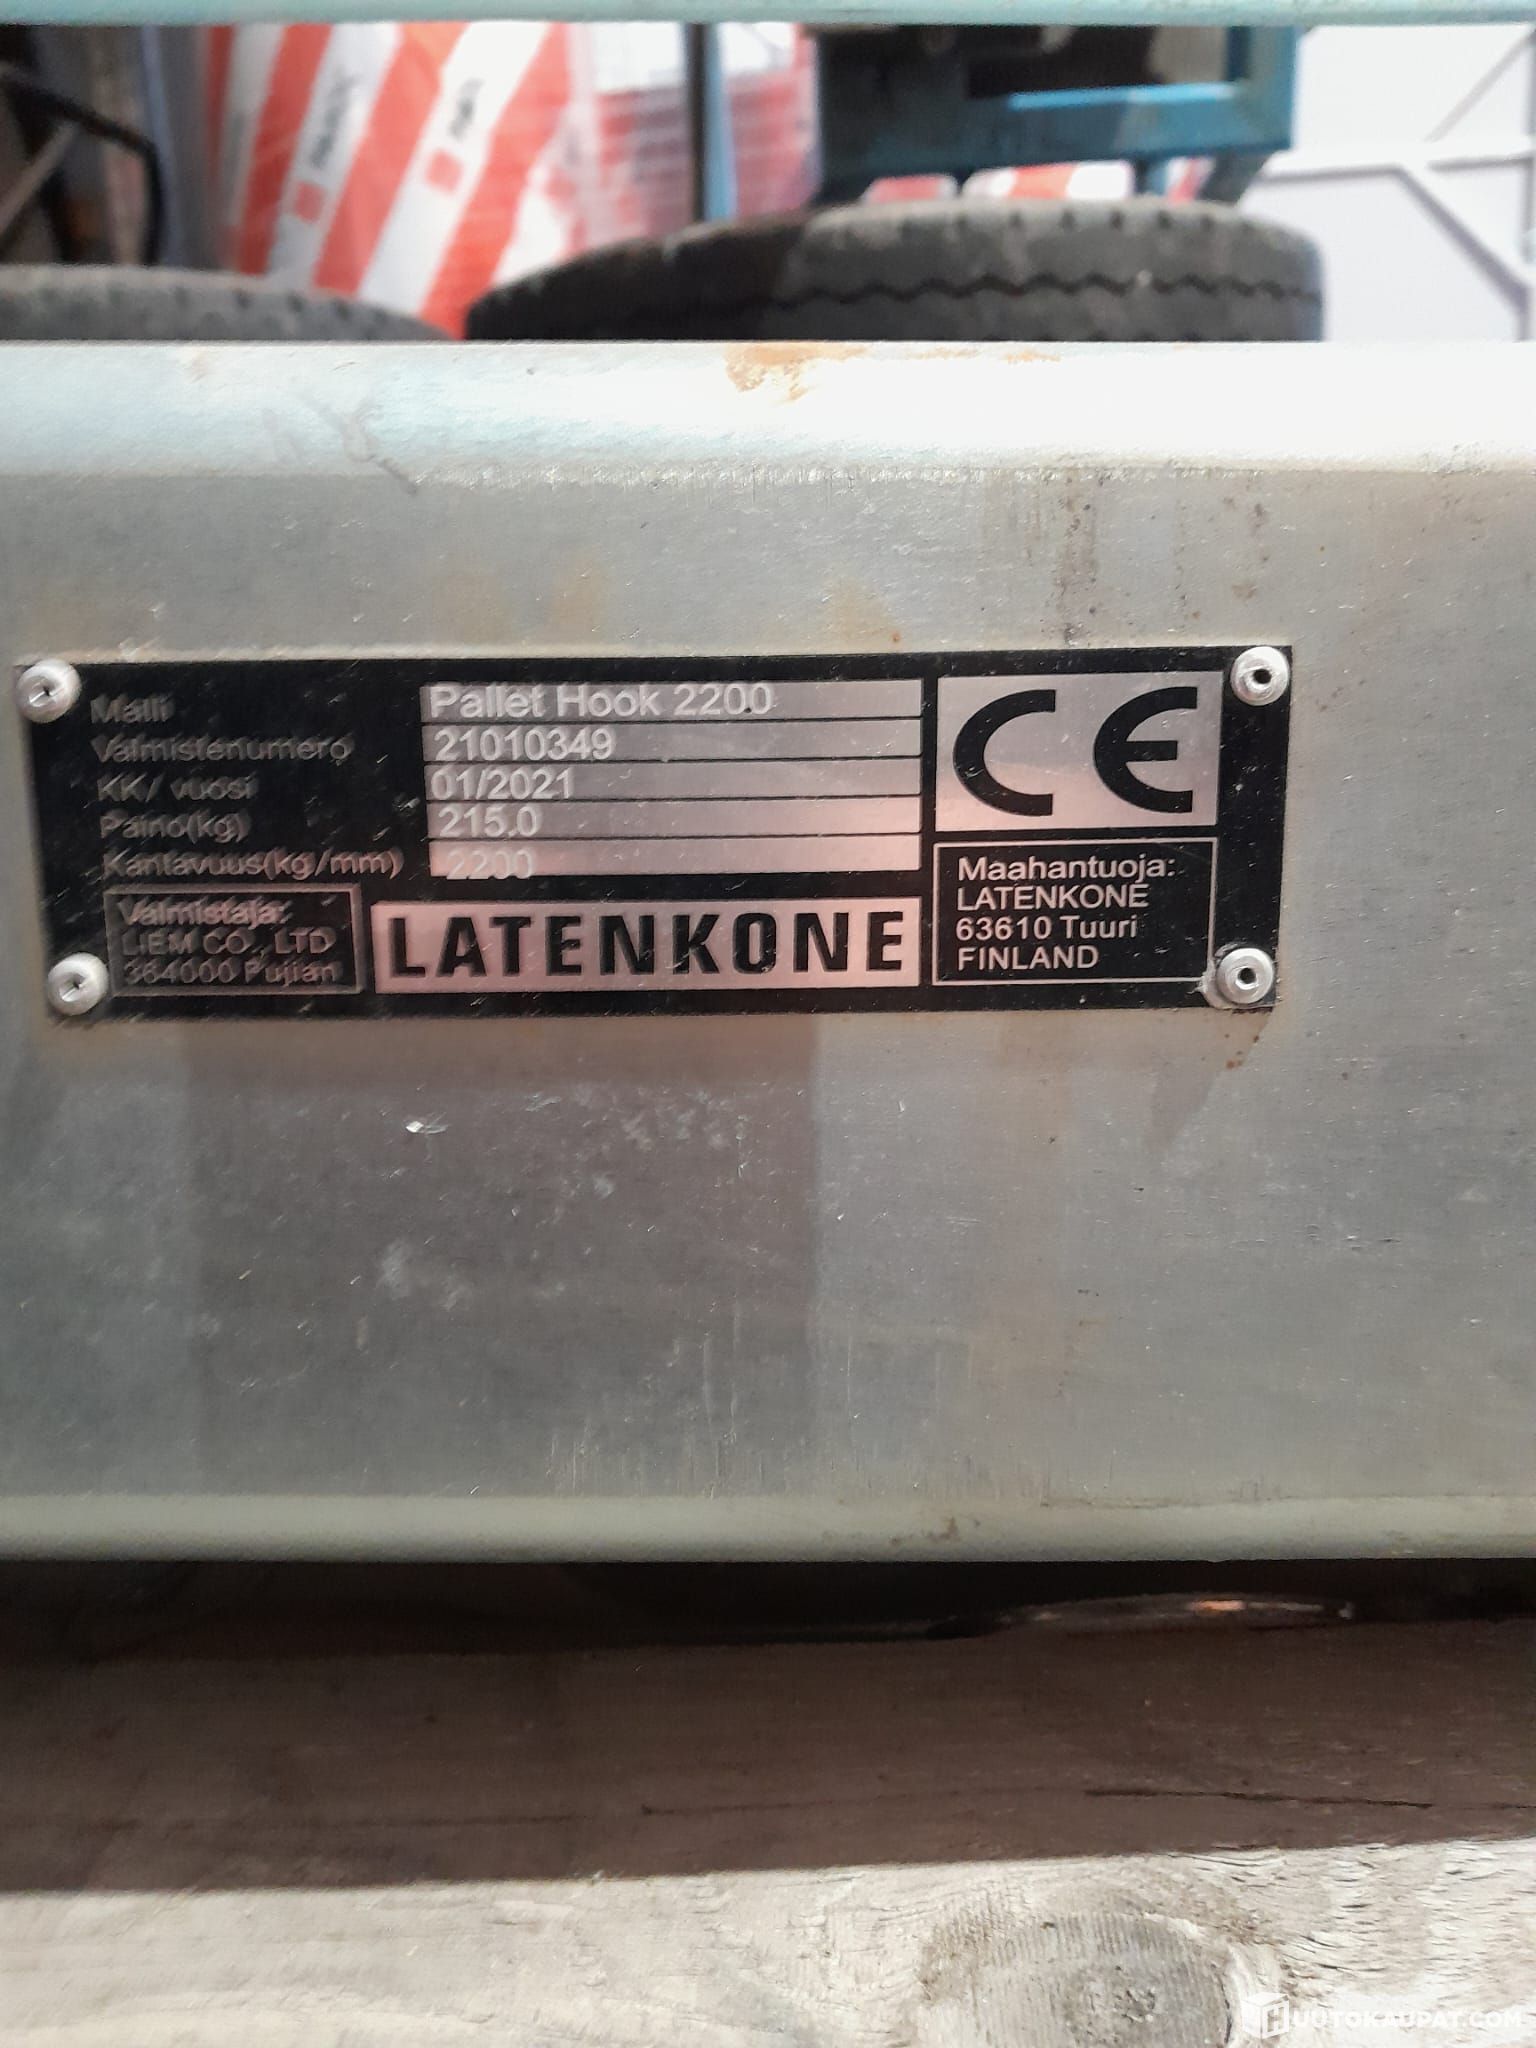 Malli Pallet Hook 2200
Valmistenumero 21010349
KK/ vuosi 01/2021
Paino(kg) 215.0
Kantavuus(kg/mm) 2200
Valmistaja:
LIEM CO., LTD
364000 Fujian
LATENKONE
CE
Maahantuoja:
LATENKONE
63610 Tuuri
FINLAND
HUUTOKAUPAT.COM